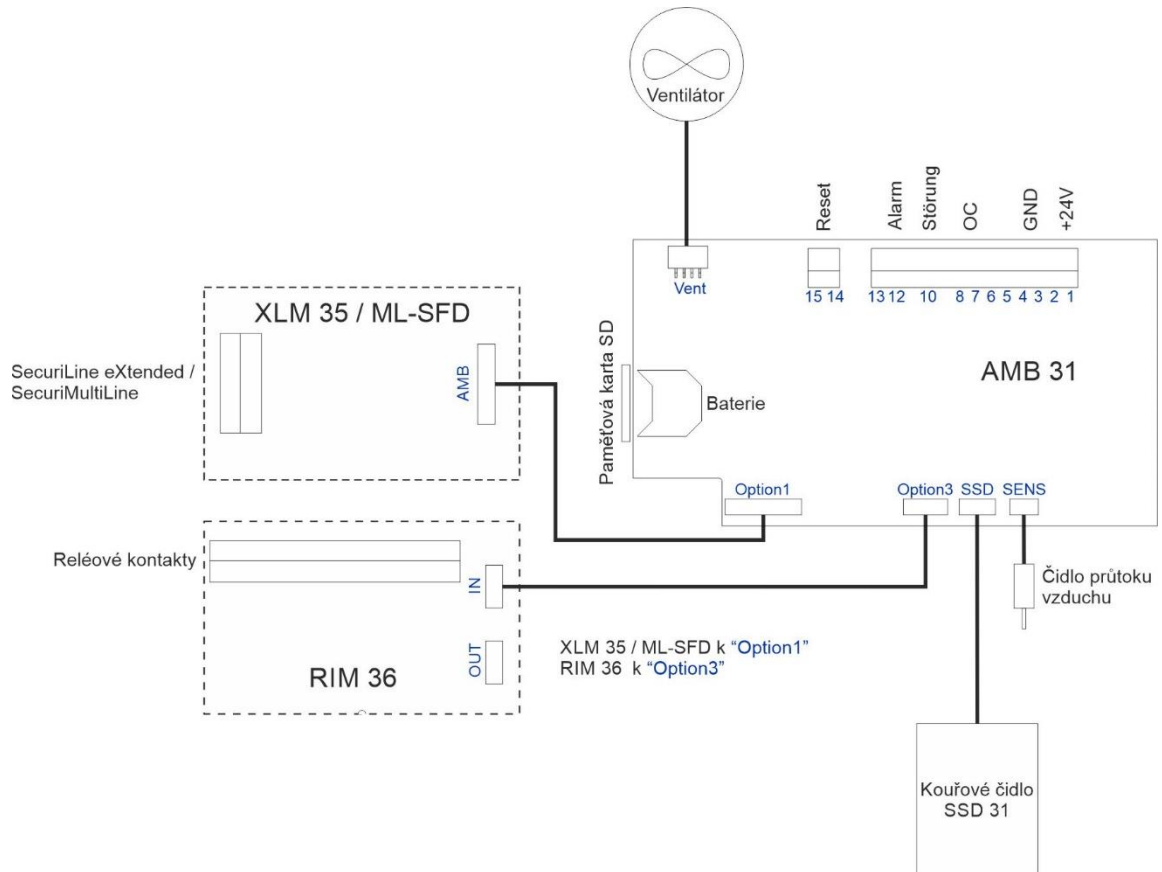 Ventilátor
Reset
Alarm
Störung
OC
GND
+24V
Vent
15 14
13 12 10 8 7 6 5 4 3 2 1
AMB 31
XLM 35 / ML-SFD
SecuriLine eXtended /
SecuriMultiLine
AMB
Paměťová karta SD
Baterie
Option1
Option3
SSD
SENS
Reléové kontakty
IN
OUT
RIM 36
XLM 35 / ML-SFD k “Option1”
RIM 36 k “Option3”
Čidlo průtoku
vzduchu
Kouřové čidlo
SSD 31